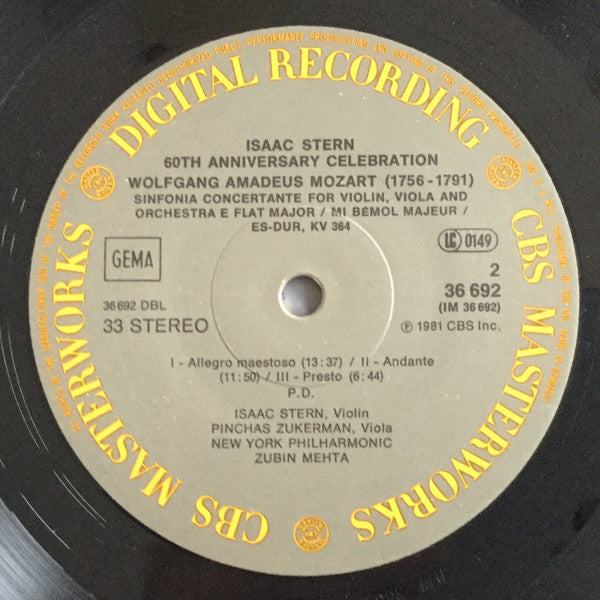 DIGITAL RECORDING
CBS MASTERWORKS
CBS MASTERWORKS
ISAAC STERN
60TH ANNIVERSARY CELEBRATION
WOLFGANG AMADEUS MOZART (1756-1791)
SINFONIA CONCERTANTE FOR VIOLIN, VIOLA AND
ORCHESTRA E FLAT MAJOR / MI BÉMOL MAJEUR /
ES-DUR, KV 364
GEMA
LC 0149
2
36 692
(IM 36 692)
36 692 DBL
33 STEREO
℗ 1981 CBS Inc.
I - Allegro maestoso (13:37) / II - Andante
(11:50) / III - Presto (6:44)
P.D.
ISAAC STERN, Violin
PINCHAS ZUKERMAN, Viola
NEW YORK PHILHARMONIC
ZUBIN MEHTA